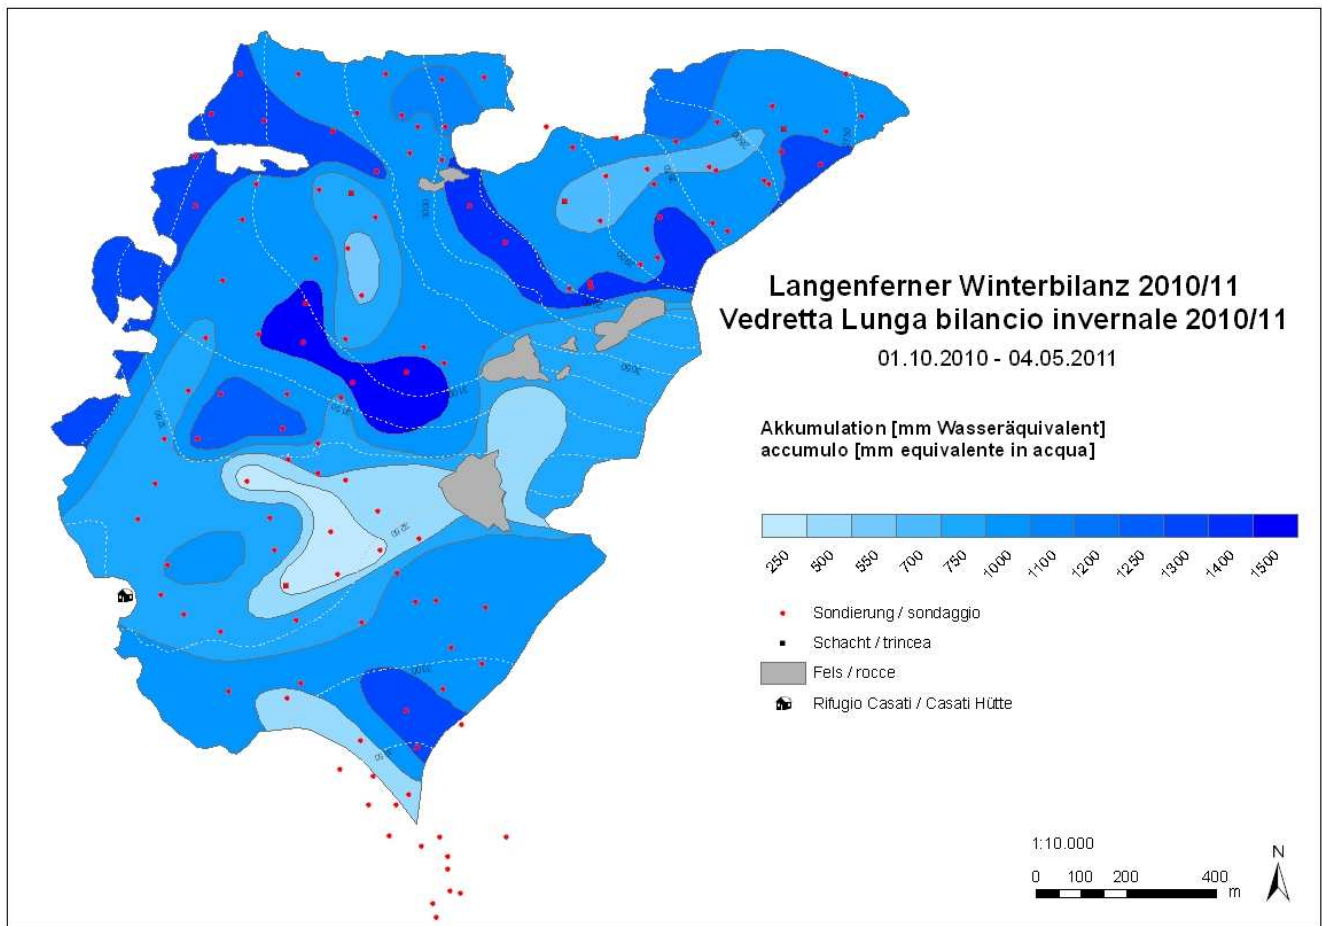 Langenferner Winterbilanz 2010/11
Vedretta Lunga bilancio invernale 2010/11
01.10.2010 - 04.05.2011
Akkumulation [mm Wasseräquivalent]
accumulo [mm equivalente in acqua]
250 500 550 700 750 1000 1100 1200 1250 1300 1400 1500
Sondierung / sondaggio
Schacht / trincea
Fels / rocce
Rifugio Casati / Casati Hütte
1:10.000
0 100 200 400
m
N